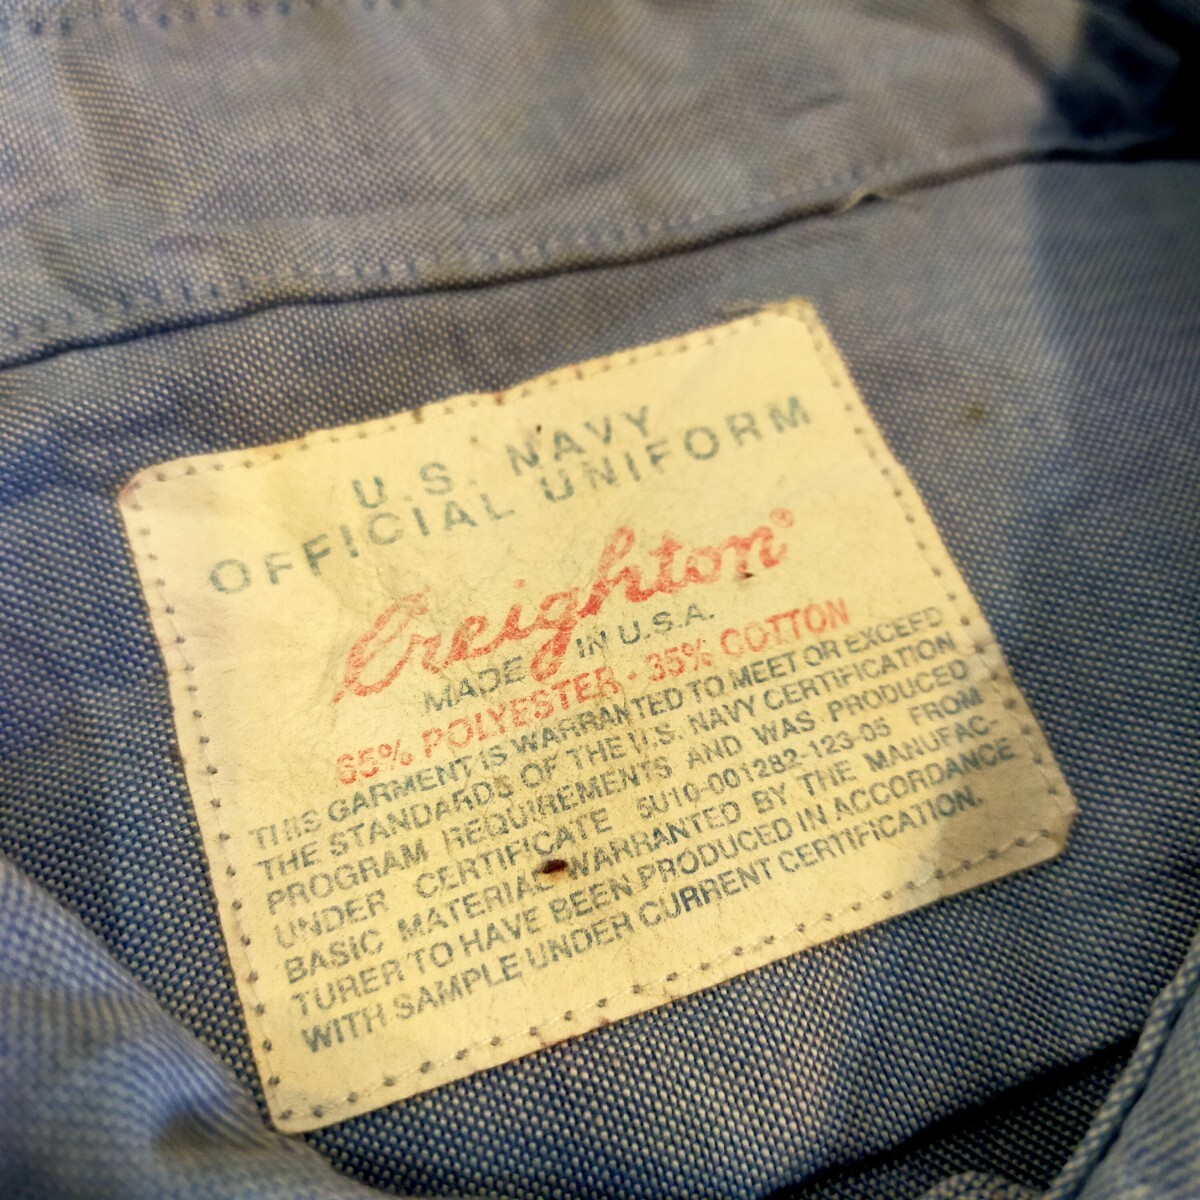 U.S. NAVY
OFFICIAL UNIFORM
Creighton®
MADE IN U.S.A.
65% POLYESTER - 35% COTTON
THIS GARMENT IS WARRANTED TO MEET OR EXCEED
THE STANDARDS OF THE U.S. NAVY CERTIFICATION
PROGRAM REQUIREMENTS AND WAS PRODUCED
UNDER CERTIFICATE 5U10-001282-123-05 FROM
BASIC MATERIAL WARRANTED BY THE MANUFAC-
TURER TO HAVE BEEN PRODUCED IN ACCORDANCE
WITH SAMPLE UNDER CURRENT CERTIFICATION.